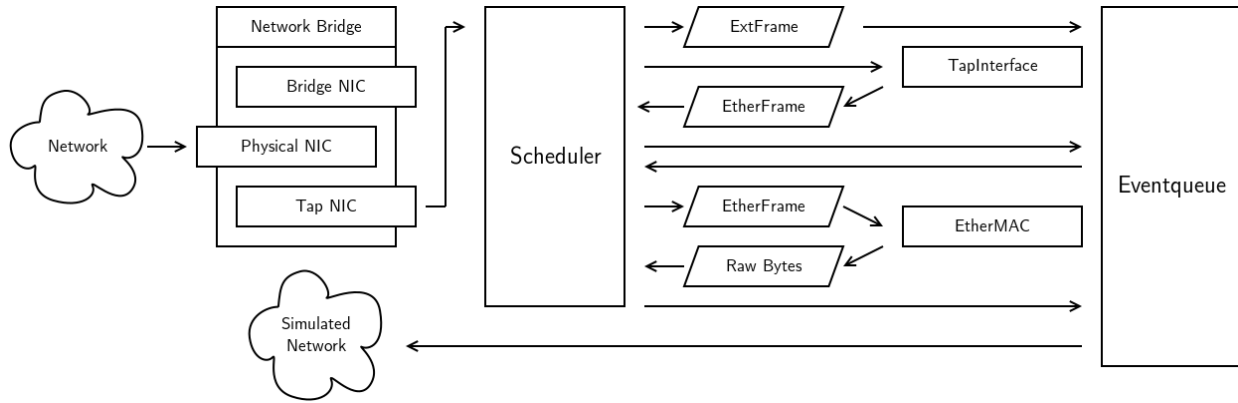 Network
Network Bridge
Bridge NIC
Physical NIC
Tap NIC
Simulated
Network
Scheduler
ExtFrame
TapInterface
EtherFrame
EtherFrame
EtherMAC
Raw Bytes
Eventqueue